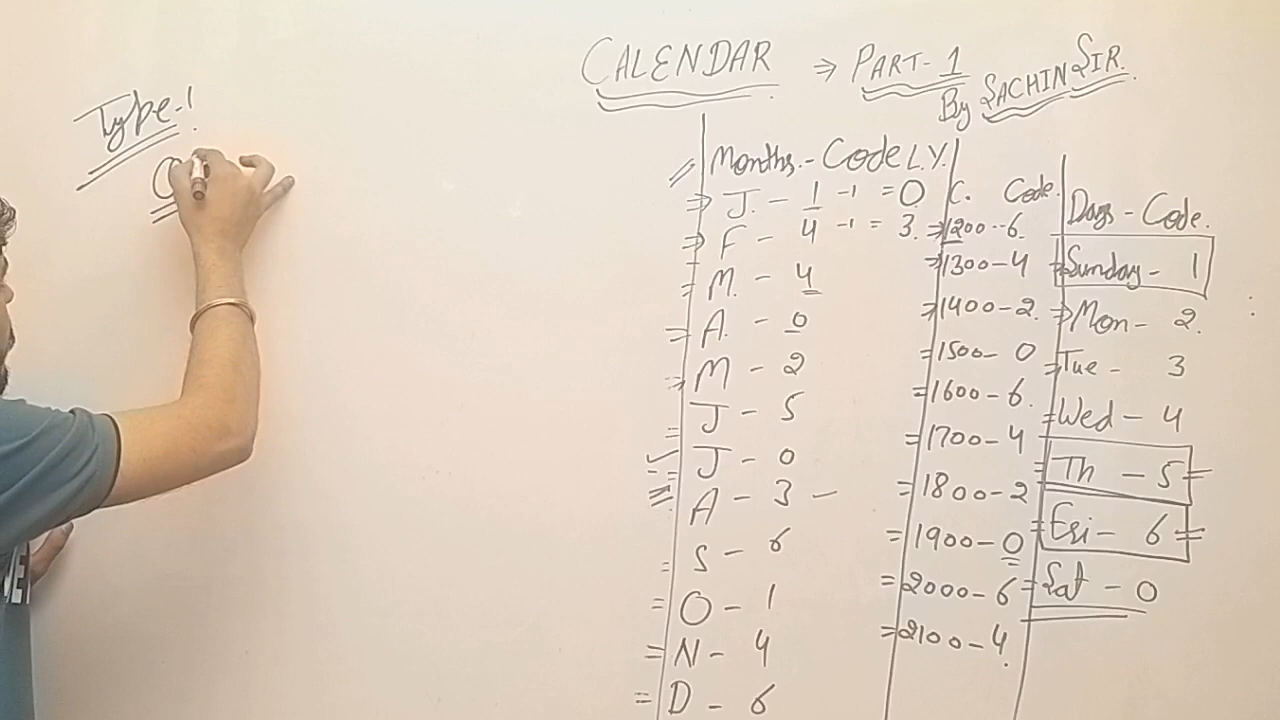 CALENDAR ⇒ PART-1
By SACHIN SIR.
Type-1
Months.- Code L.Y.
J. - 1 -1 = 0
F - 4 -1 = 3.
M. - 4
A. - 0
M - 2
J - 5
J - 0
A - 3 -
S - 6
O - 1
N - 4
D - 6
C. Code.
1200--6.
1300-4
1400-2.
1500-0
1600-6.
1700-4
1800-2
1900-0
2000-6
2100-4.
Days - Code.
Sunday - 1
Mon - 2.
Tue - 3
Wed - 4
Th - 5
Fri - 6
Sat - 0